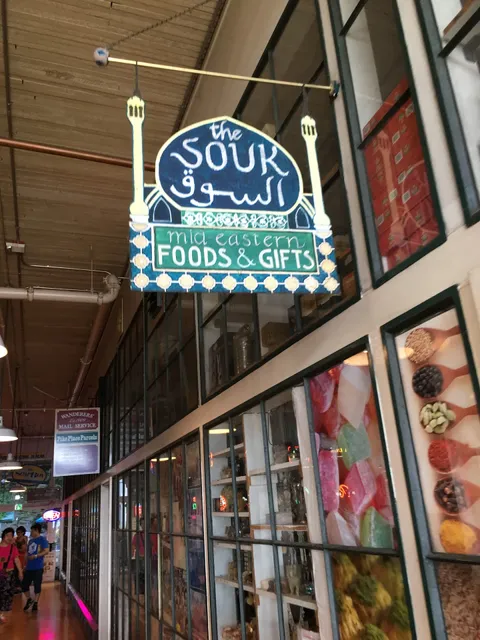 the
SOUK
السوق
mid eastern
FOODS & GIFTS
WANDERERS
MAIL SERVICE
Pike Place Parcels